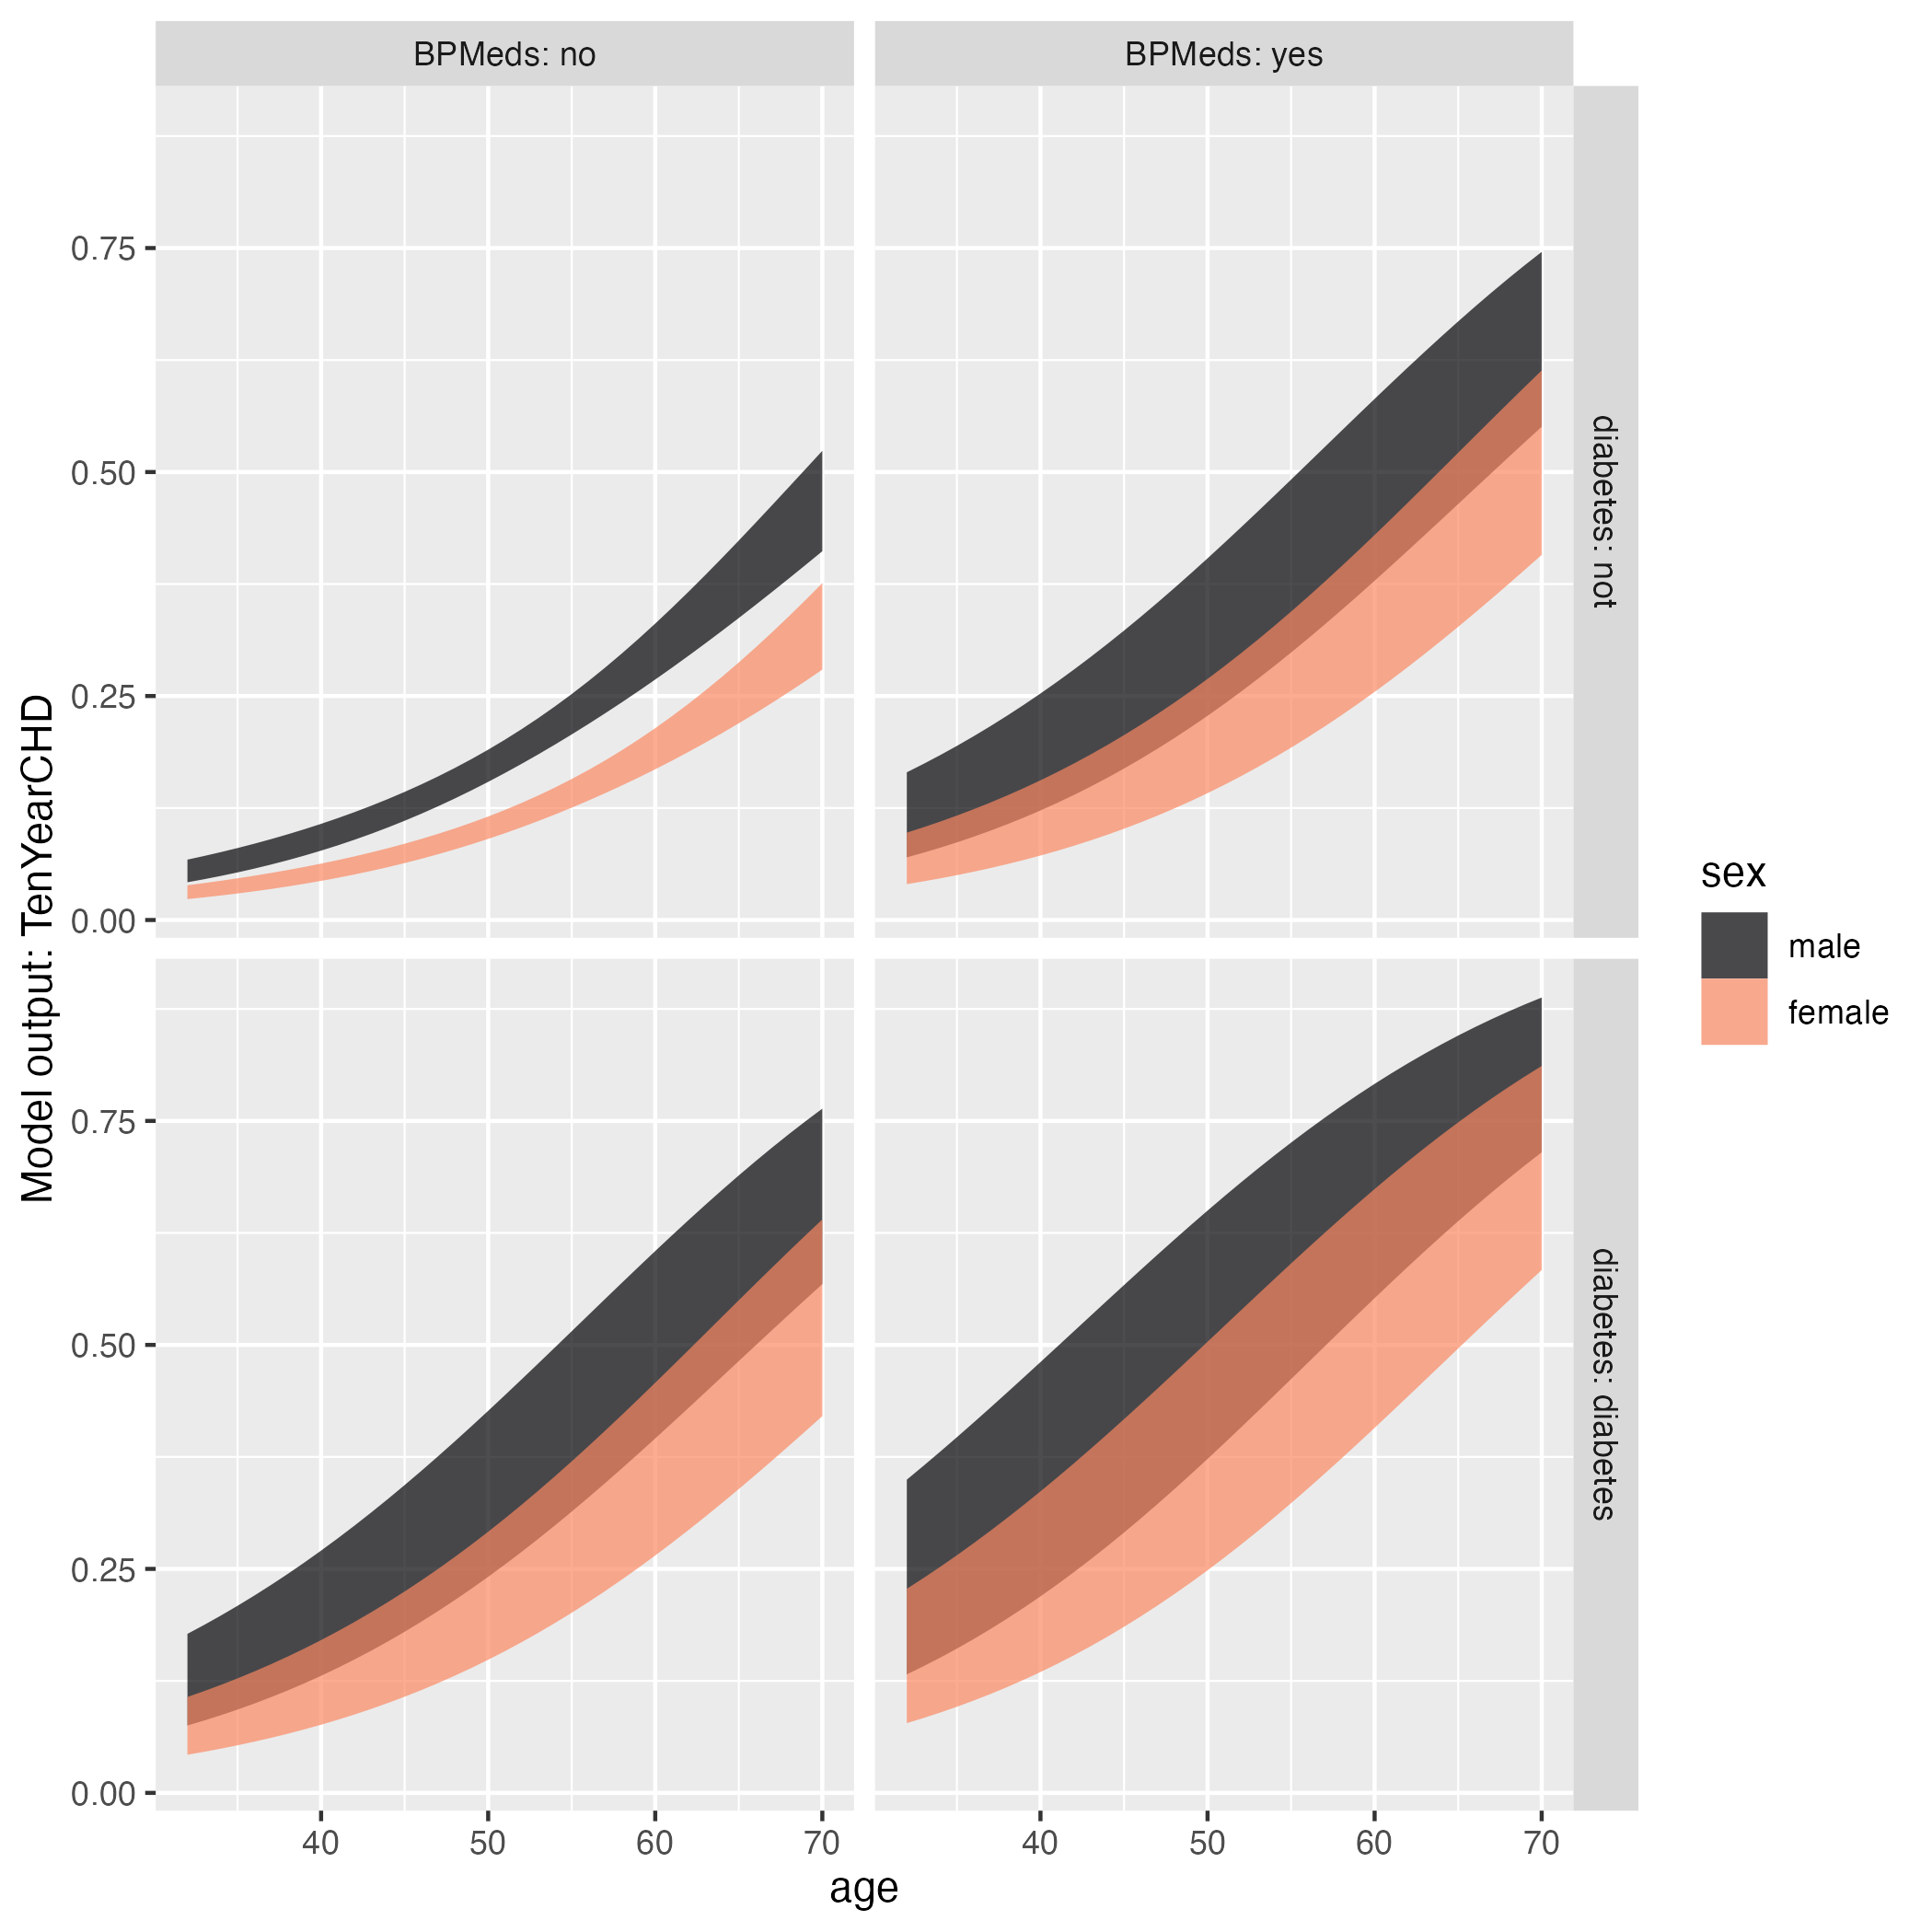 BPMeds: no
BPMeds: yes
0.75
0.50
0.25
0.00
diabetes: not
Model output: TenYearCHD
0.75
0.50
0.25
0.00
diabetes: diabetes
40
50
60
70
40
50
60
70
age
sex
male
female